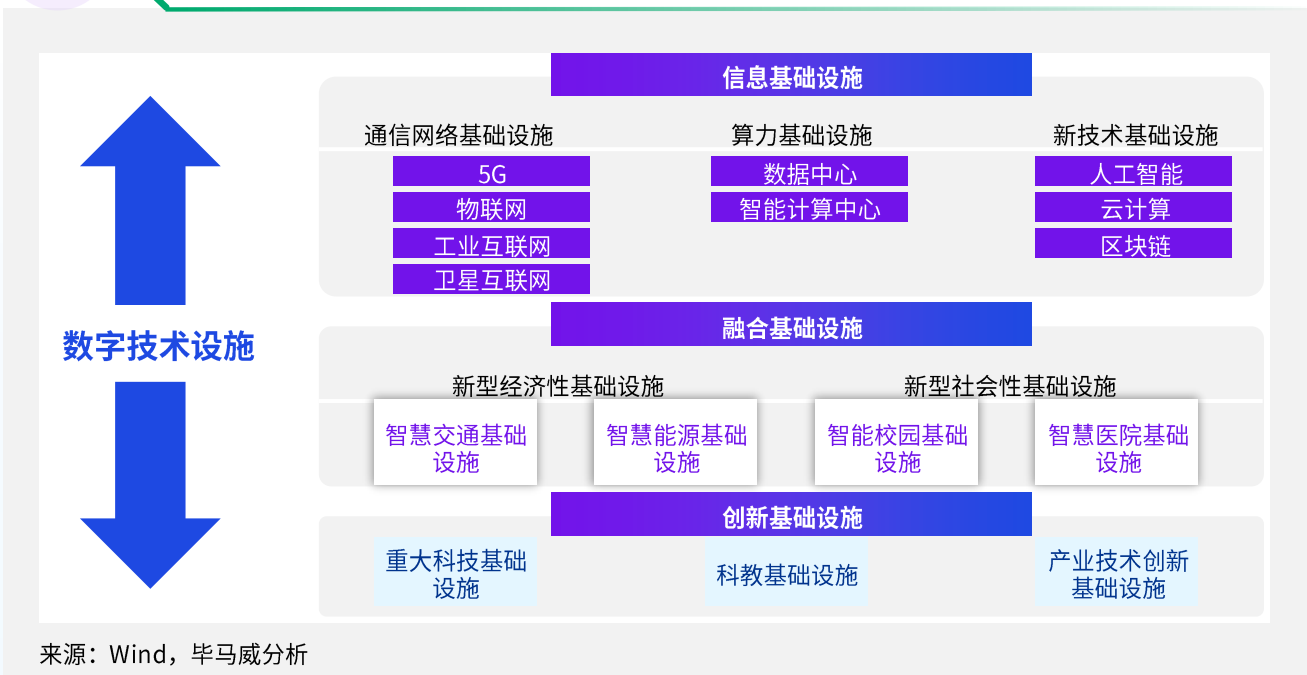 信息基础设施
通信网络基础设施
算力基础设施
新技术基础设施
5G
数据中心
人工智能
物联网
智能计算中心
云计算
工业互联网
区块链
卫星互联网
数字技术设施
融合基础设施
新型经济性基础设施
新型社会性基础设施
智慧交通基础
设施
智慧能源基础
设施
智能校园基础
设施
智慧医院基础
设施
创新基础设施
重大科技基础
设施
科教基础设施
产业技术创新
基础设施
来源：Wind，毕马威分析